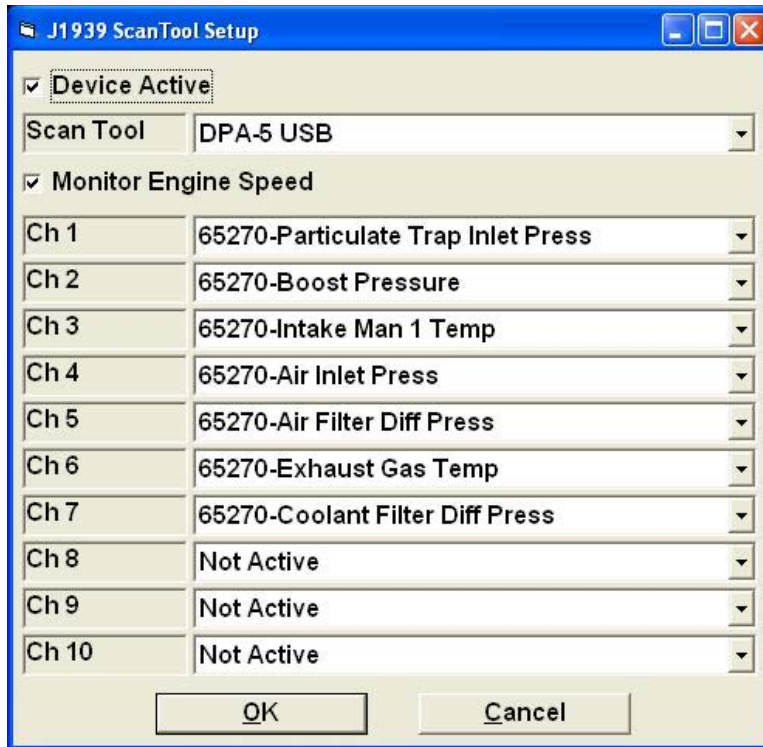 J1939 ScanTool Setup
Device Active
Scan Tool DPA-5 USB
Monitor Engine Speed
Ch 1 65270-Particulate Trap Inlet Press
Ch 2 65270-Boost Pressure
Ch 3 65270-Intake Man 1 Temp
Ch 4 65270-Air Inlet Press
Ch 5 65270-Air Filter Diff Press
Ch 6 65270-Exhaust Gas Temp
Ch 7 65270-Coolant Filter Diff Press
Ch 8 Not Active
Ch 9 Not Active
Ch 10 Not Active
OK Cancel